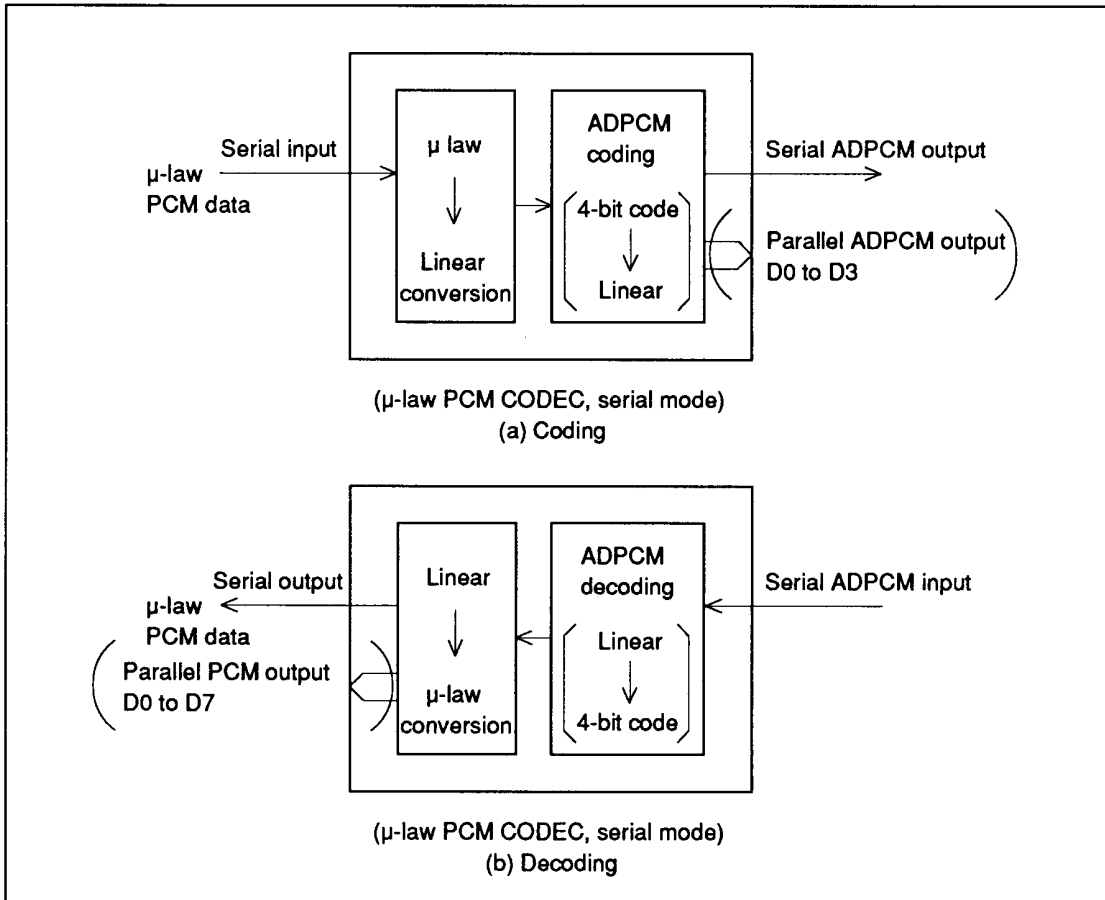 Serial input
μ-law
PCM data
μ law
Linear
conversion
ADPCM
coding
4-bit code
Linear
Serial ADPCM output
Parallel ADPCM output
D0 to D3
(μ-law PCM CODEC, serial mode)
(a) Coding
Serial output
μ-law
PCM data
Parallel PCM output
D0 to D7
Linear
μ-law
conversion
ADPCM
decoding
Linear
4-bit code
Serial ADPCM input
(μ-law PCM CODEC, serial mode)
(b) Decoding